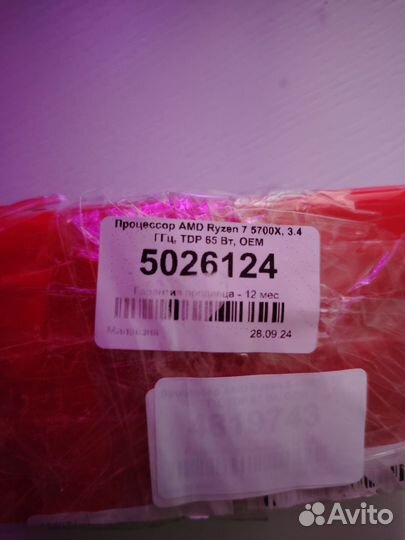 Процессор AMD Ryzen 7 5700X, 3.4
ГГц, TDP 65 Вт, OEM
5026124
Гарантия продавца - 12 мес
Малайзия
28.09.24
Avito